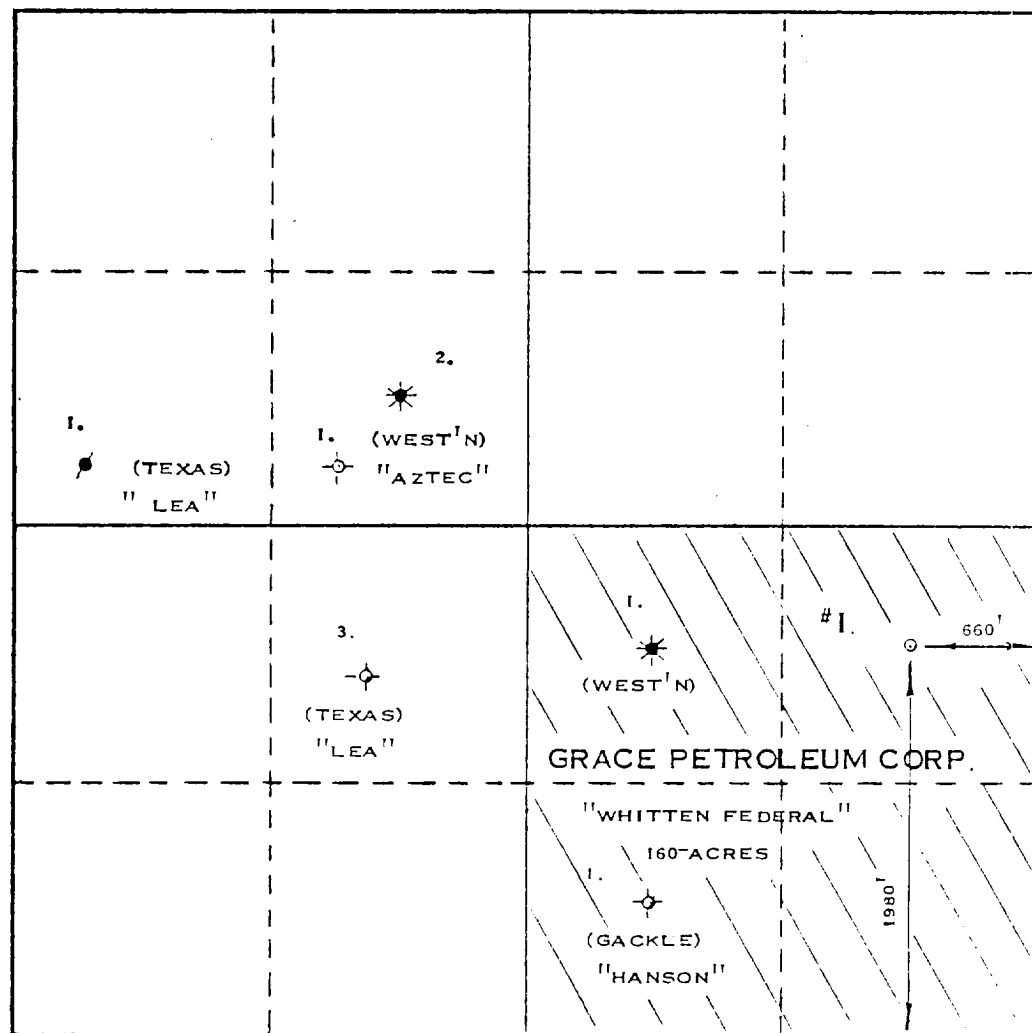 2.
1.
(WEST'N)
"AZTEC"
1.
(TEXAS)
"LEA"
3.
(TEXAS)
"LEA"
1.
(WEST'N)
#1.
660'
GRACE PETROLEUM CORP.
"WHITTEN FEDERAL"
160-ACRES
1.
(GACKLE)
"HANSON"
1980'